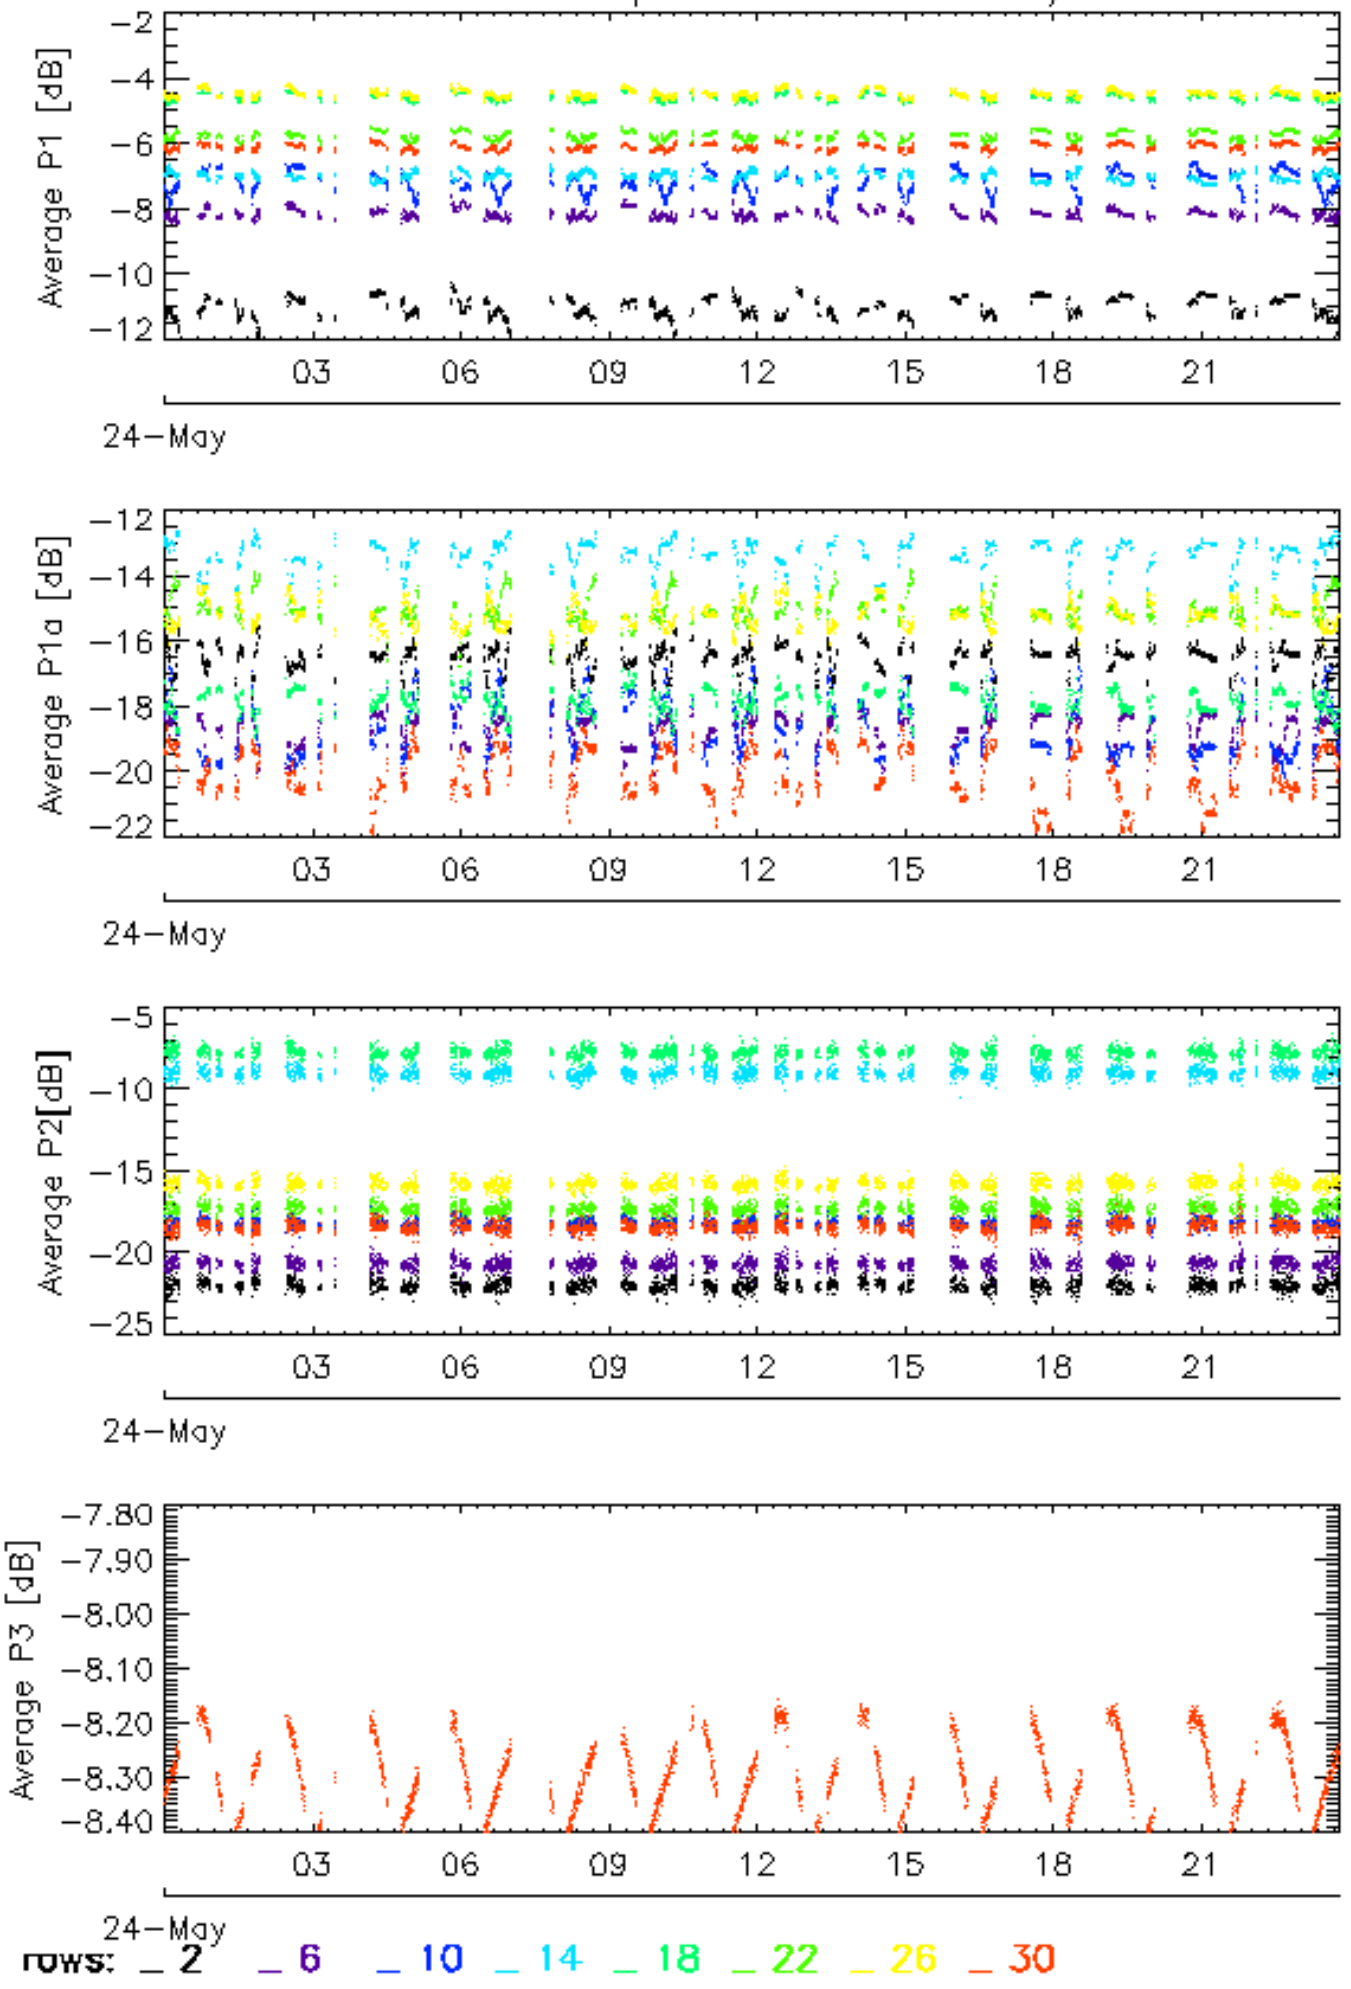 Average P1 [dB]
-2
-4
-6
-8
-10
-12
03 06 09 12 15 18 21
24-May
Average P1a [dB]
-12
-14
-16
-18
-20
-22
03 06 09 12 15 18 21
24-May
Average P2[dB]
-5
-10
-15
-20
-25
03 06 09 12 15 18 21
24-May
Average P3 [dB]
-7.80
-7.90
-8.00
-8.10
-8.20
-8.30
-8.40
03 06 09 12 15 18 21
24-May
rows: _ 2 _ 6 _ 10 _ 14 _ 18 _ 22 _ 26 _ 30